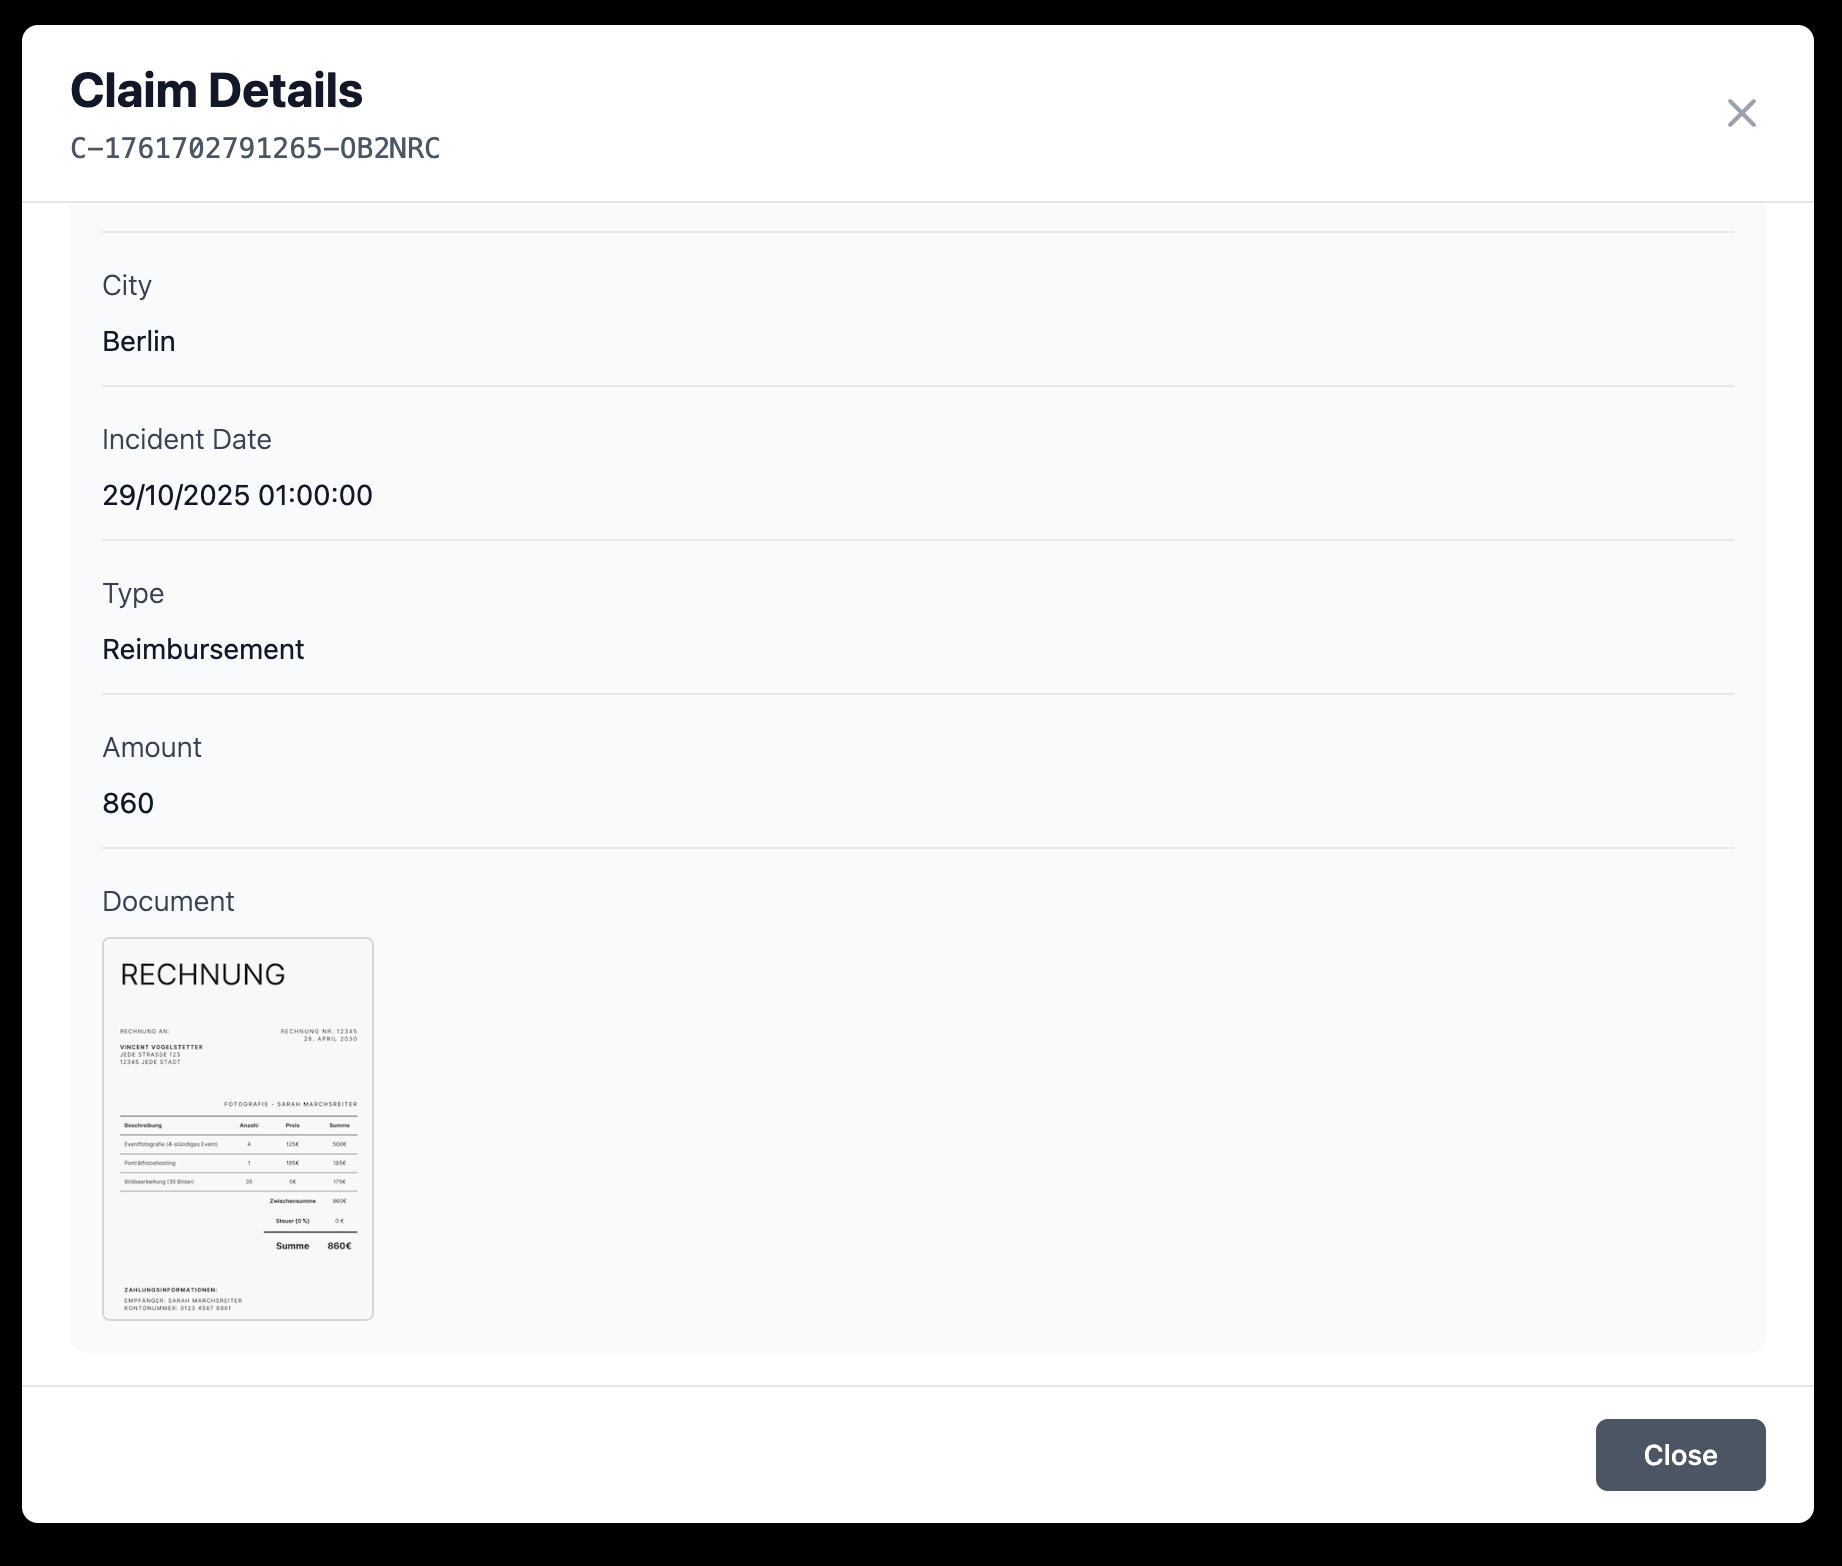 Claim Details
C-1761702791265-OB2NRC
City
Berlin
Incident Date
29/10/2025 01:00:00
Type
Reimbursement
Amount
860
Document
RECHNUNG
RECHNUNG AN:
RECHNUNG NR. 12345
28. APRIL 2030
VINCENT VOGELSTETTER
JEDE STRASSE 123
12345 JEDE STADT
FOTOGRAFIE - SARAH MARCHSREITER
Beschreibung Anzahl Preis Summe
Eventfotografie (4-stündiges Event) 4 125€ 500€
Porträtfotoshooting 1 185€ 185€
Bildbearbeitung (35 Bilder) 35 5€ 175€
Zwischensumme 860€
Steuer (0 %) 0 €
Summe 860€
ZAHLUNGSINFORMATIONEN:
EMPFÄNGER: SARAH MARCHSREITER
KONTONUMMER: 0123 4567 8901
Close